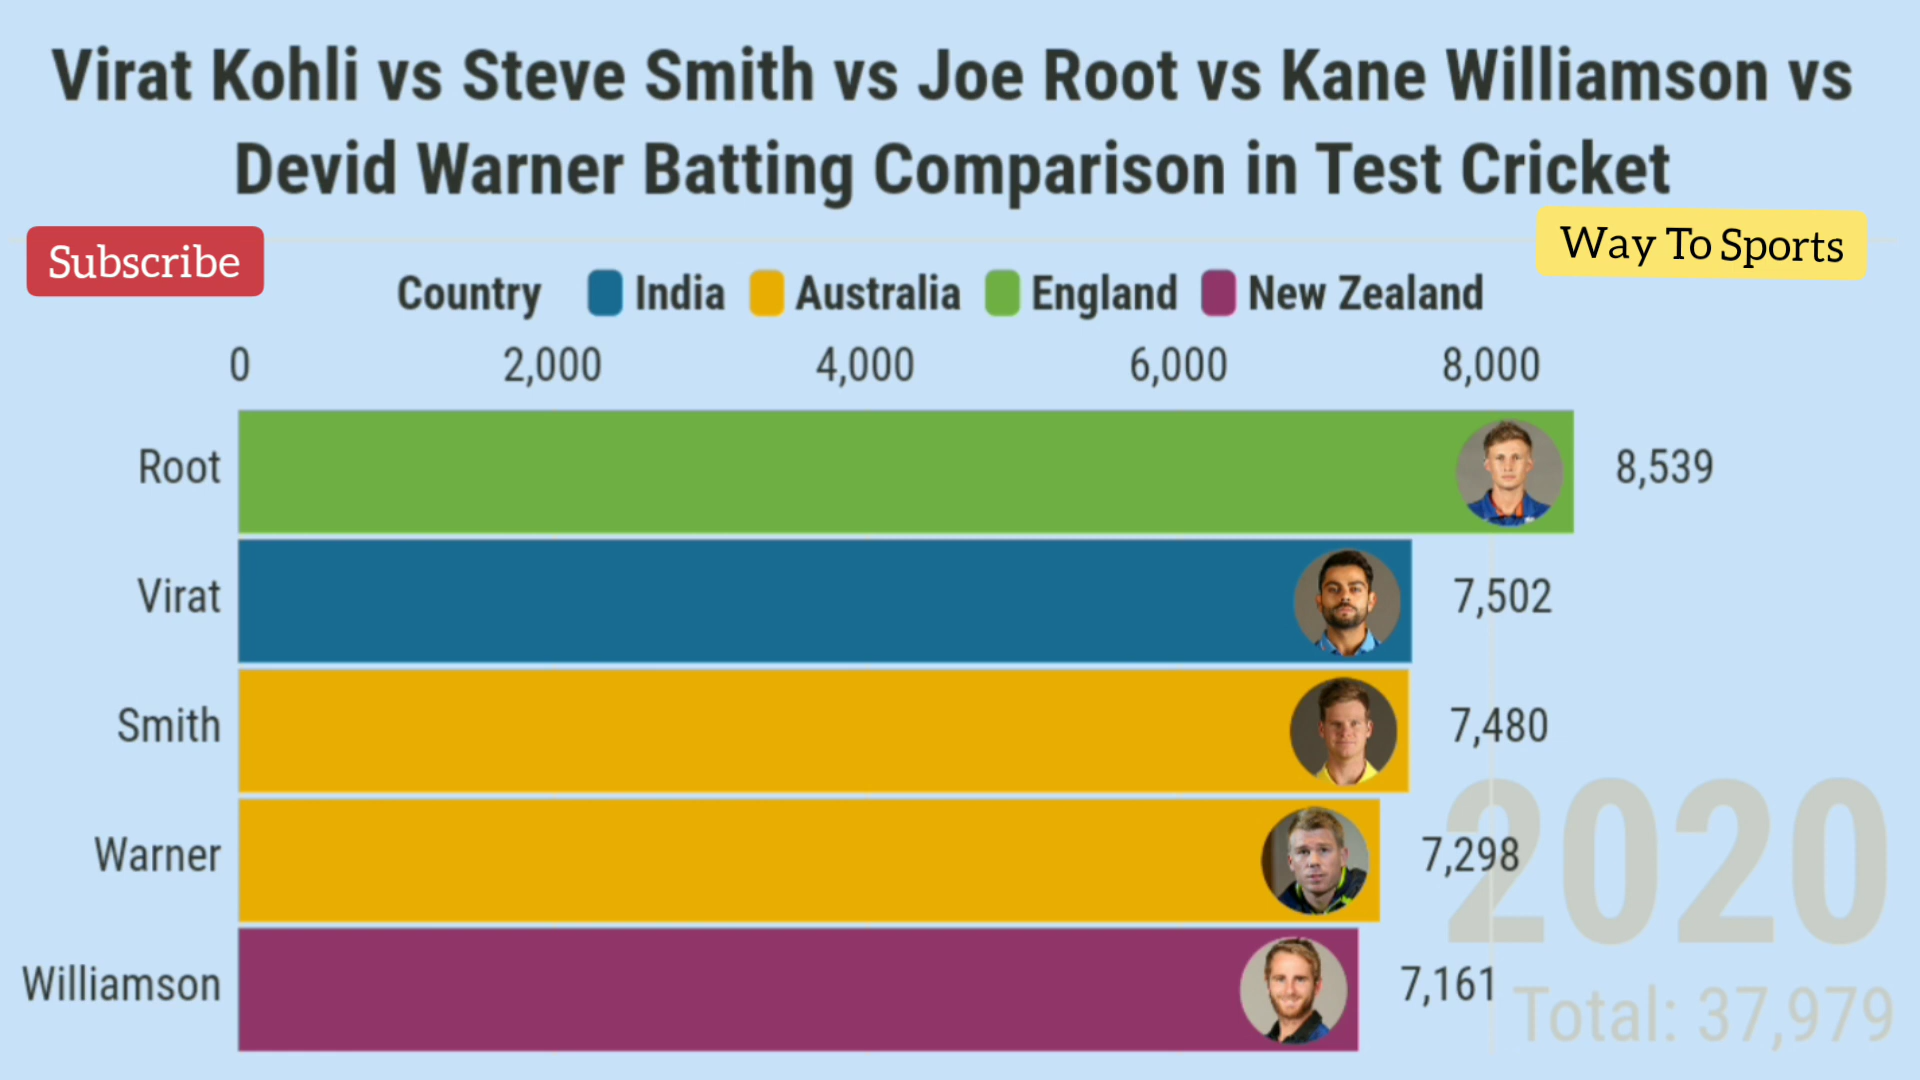 Virat Kohli vs Steve Smith vs Joe Root vs Kane Williamson vs
Devid Warner Batting Comparison in Test Cricket
Subscribe
Way To Sports
Country India Australia England New Zealand
0 2,000 4,000 6,000 8,000
Root 8,539
Virat 7,502
Smith 7,480
Warner 7,298
2020
Williamson 7,161
Total: 37,979